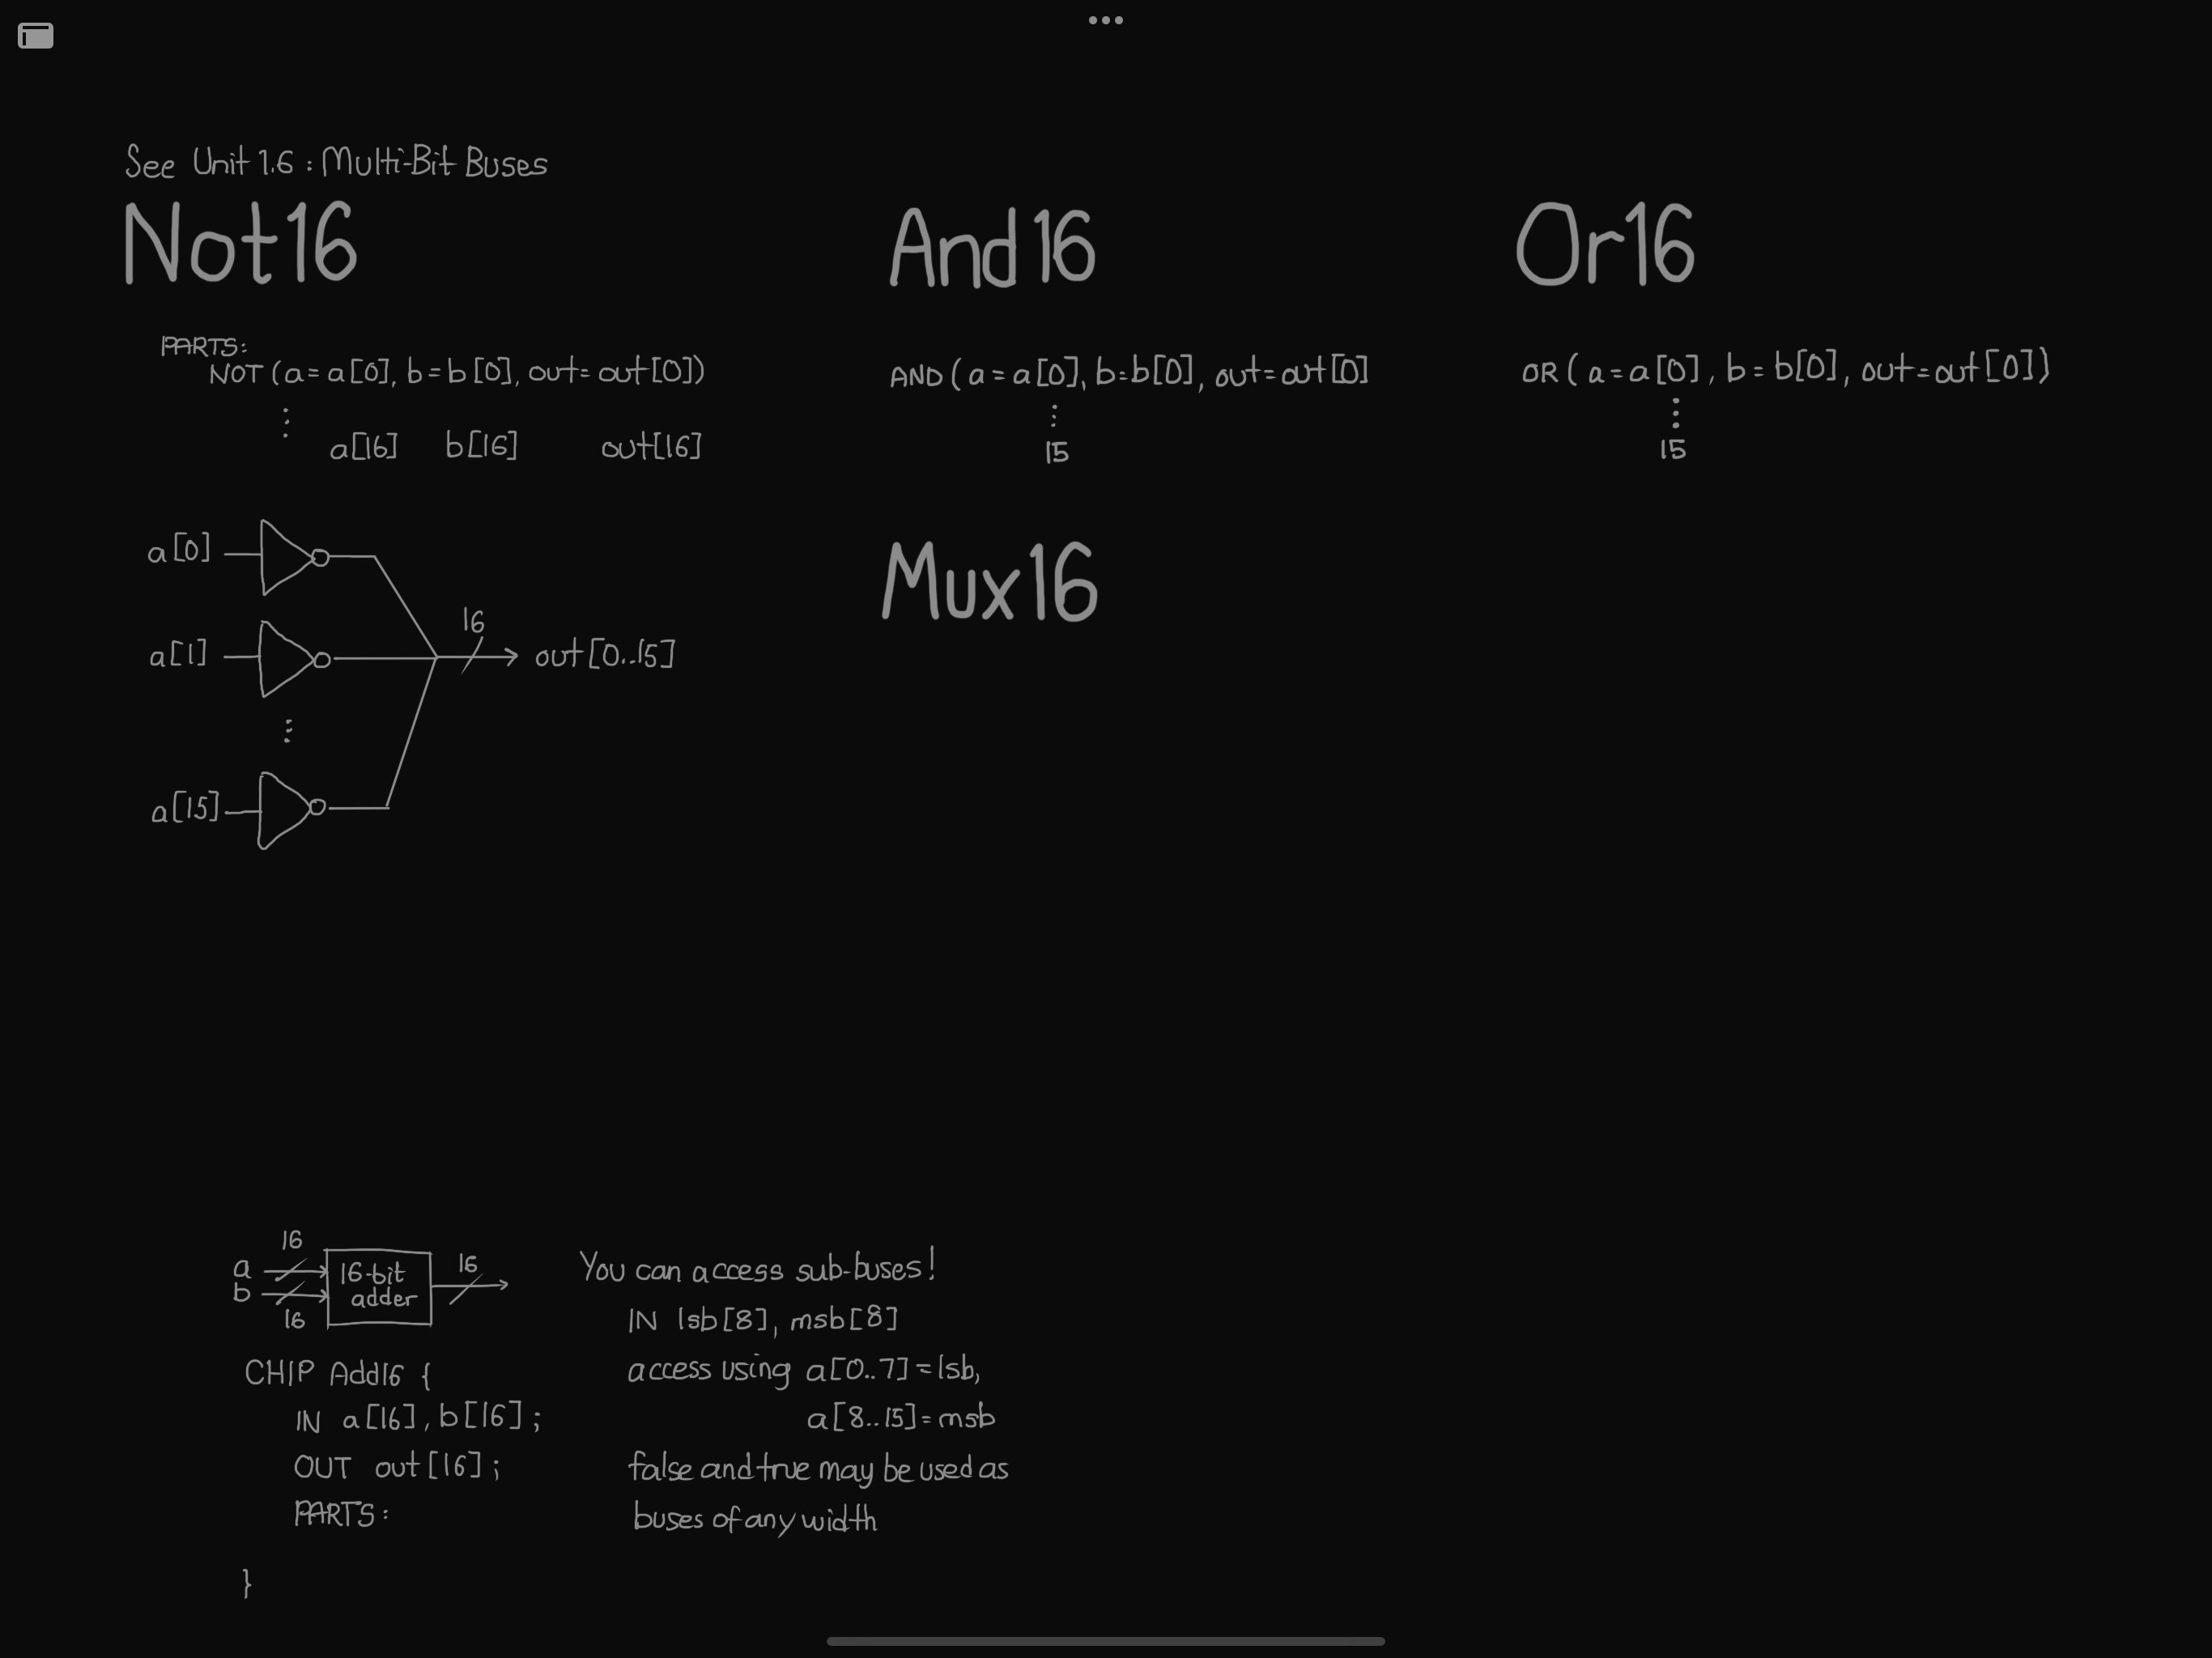 See Unit 1.6 : Multi-Bit Buses
Not16
PARTS:
NOT (a = a[0], b = b[0], out = out[0])
⋮
a[16] b[16] out[16]
a[0]
a[1]
⋮
a[15]
16
out[0..15]
And16
AND (a = a[0], b = b[0], out = out[0]
⋮
15
Or16
OR (a = a[0], b = b[0], out = out[0])
⋮
15
Mux16
16
a
b
16
16-bit
adder
16
CHIP Add16 {
IN a[16], b[16];
OUT out[16];
PARTS:
}
You can access sub-buses!
IN lsb[8], msb[8]
access using a[0..7] = lsb,
a[8..15] = msb
false and true may be used as
buses of any width